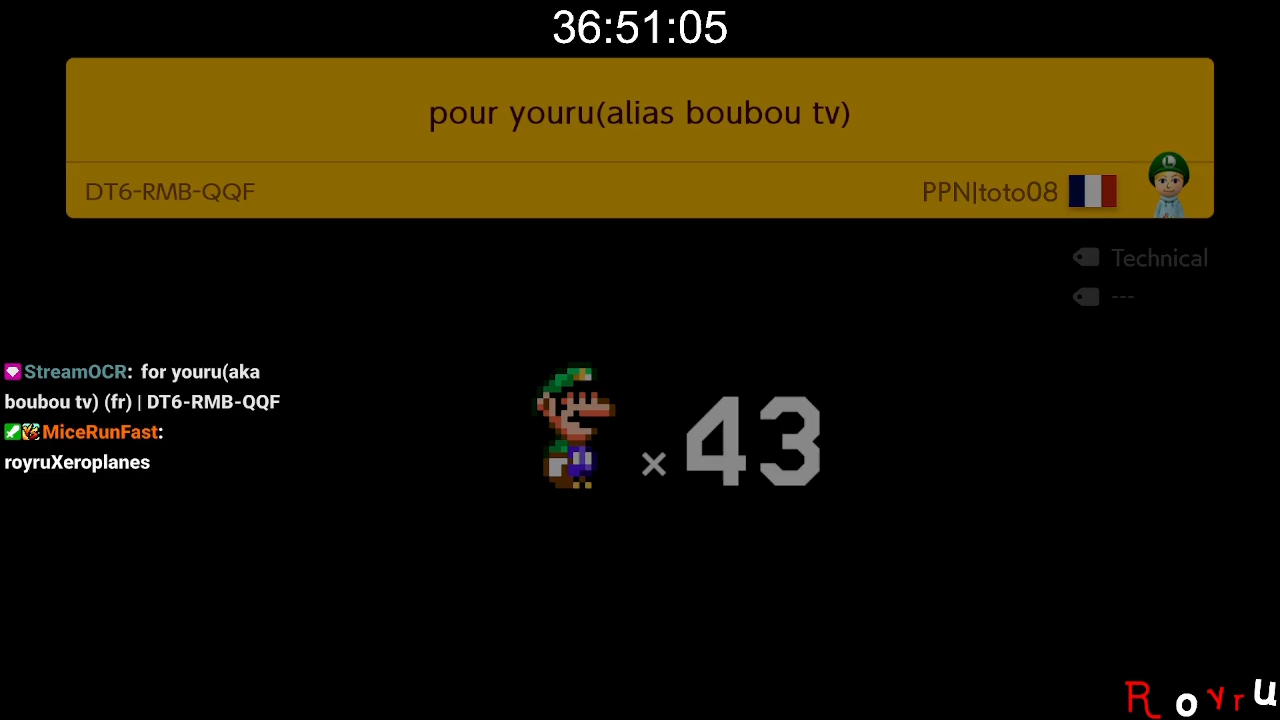 36:51:05
pour youru(alias boubou tv)
DT6-RMB-QQF
PPN|toto08
Technical
---
StreamOCR: for youru(aka
boubou tv) (fr) | DT6-RMB-QQF
MiceRunFast:
royruXeroplanes
× 43
Royru